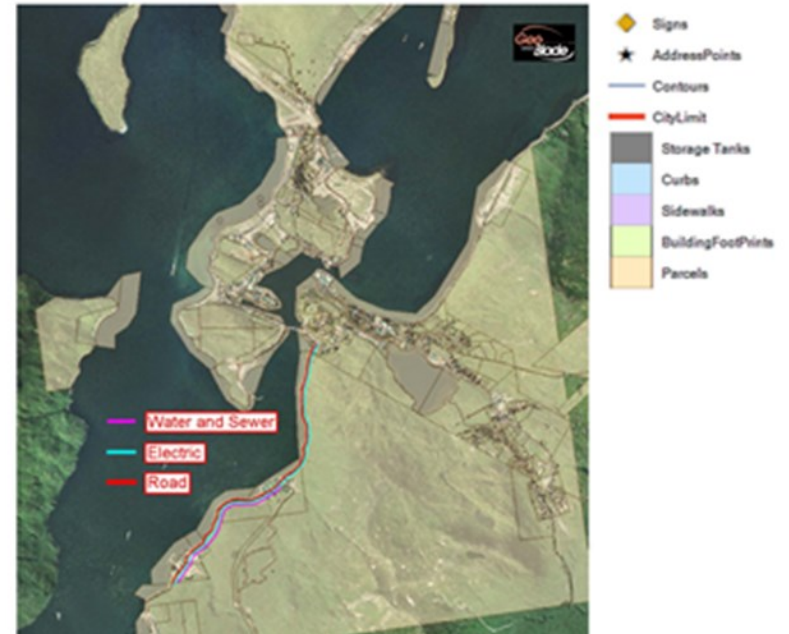 Signs
AddressPoints
Contours
CityLimit
Storage Tanks
Curbs
Sidewalks
BuildingFootPrints
Parcels
Water and Sewer
Electric
Road